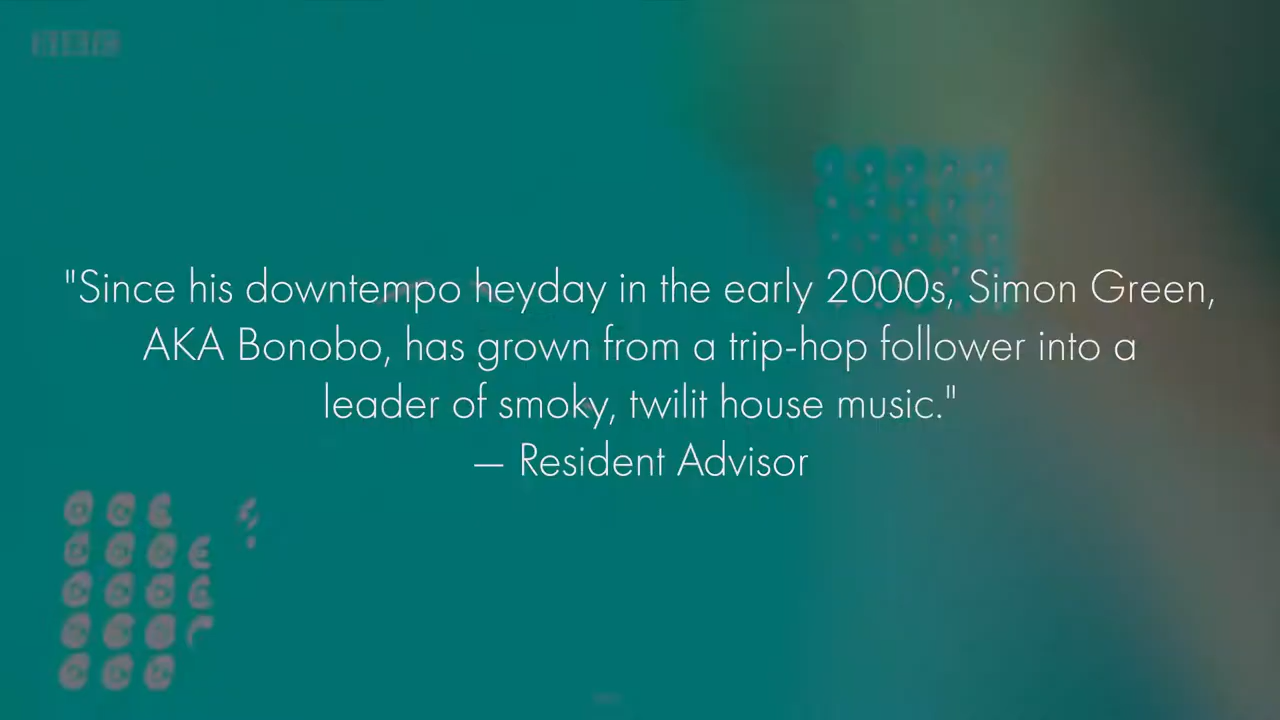 "Since his downtempo heyday in the early 2000s, Simon Green,
AKA Bonobo, has grown from a trip-hop follower into a
leader of smoky, twilit house music."
— Resident Advisor